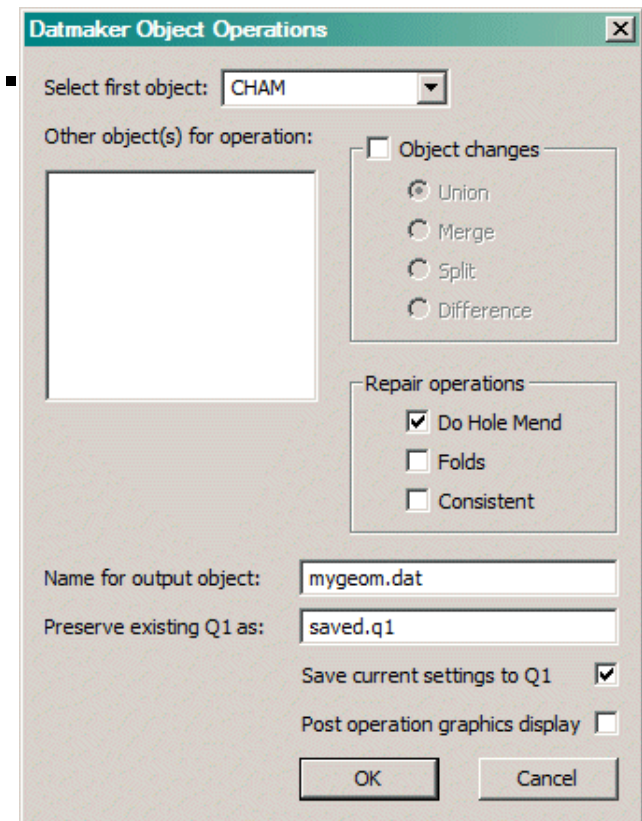 Datmaker Object Operations
Select first object: CHAM
Other object(s) for operation:
Object changes
Union
Merge
Split
Difference
Repair operations
Do Hole Mend
Folds
Consistent
Name for output object: mygeom.dat
Preserve existing Q1 as: saved.q1
Save current settings to Q1
Post operation graphics display
OK Cancel